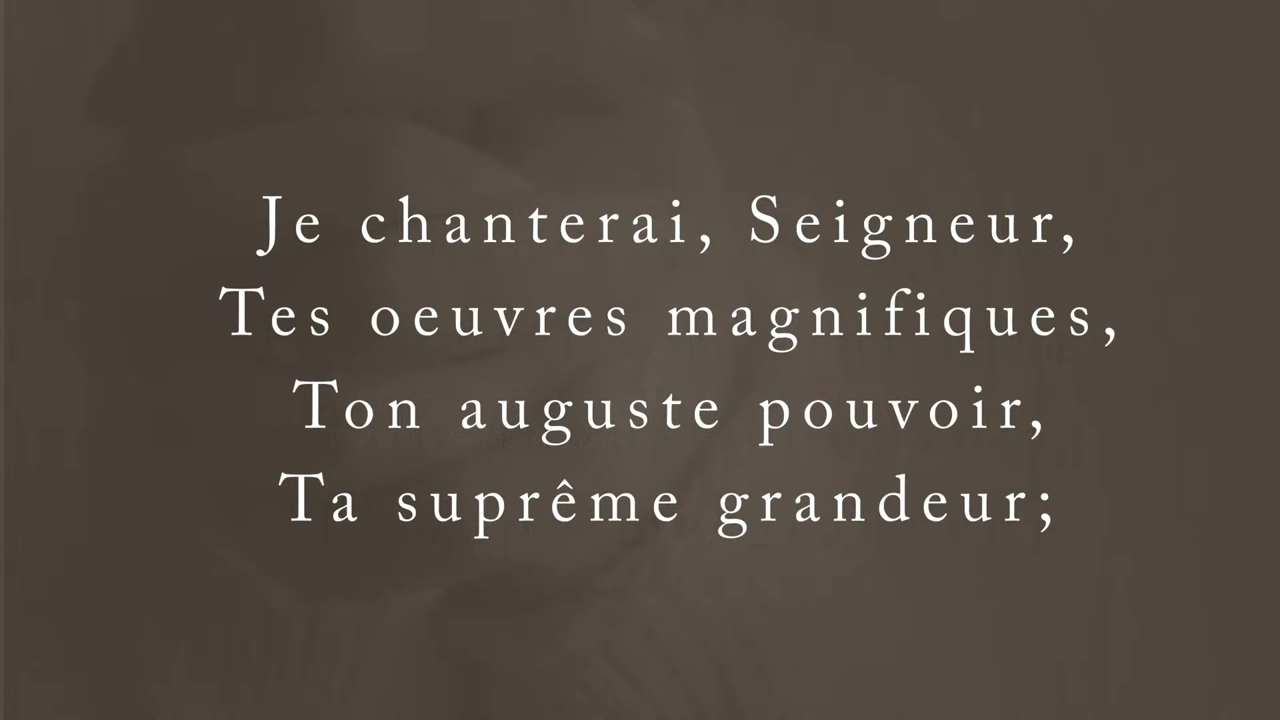 Je chanterai, Seigneur,
Tes oeuvres magnifiques,
Ton auguste pouvoir,
Ta suprême grandeur;